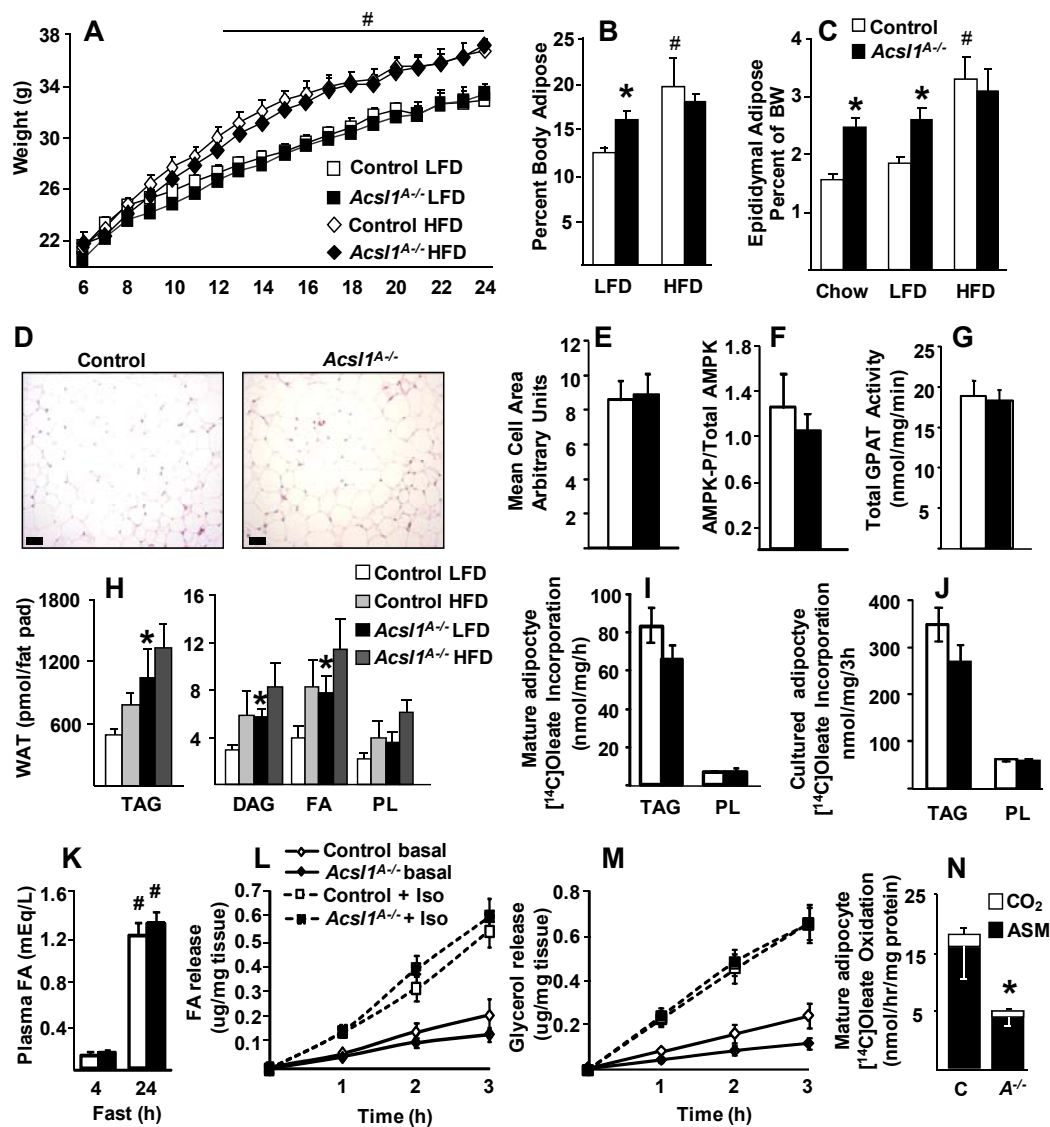 A
#
38
34
30
26
22
Weight (g)
Control LFD
Acsl1A-/- LFD
Control HFD
Acsl1A-/- HFD
6 8 10 12 14 16 18 20 22 24
B
#
*
25
20
15
10
5
Percent Body Adipose
LFD HFD
C
Control
Acsl1A-/-
#
* *
4
3
2
1
Epididymal Adipose
Percent of BW
Chow LFD HFD
D
Control Acsl1A-/-
E
12
10
8
6
4
2
Mean Cell Area
Arbitrary Units
F
1.8
1.4
1.0
0.6
0.2
AMPK-P/Total AMPK
G
25
20
15
10
5
Total GPAT Activity
(nmol/mg/min)
H
Control LFD
Control HFD
Acsl1A-/- LFD
Acsl1A-/- HFD
1800
1200
600
WAT (pmol/fat pad)
*
TAG
16
12
8
4
* *
DAG FA PL
I
100
80
60
40
20
Mature adipoctye
[14C]Oleate Incorporation
(nmol/mg/h)
TAG PL
J
400
300
200
100
Cultured adipoctye
[14C]Oleate Incorporation
nmol/mg/3h
TAG PL
K
# #
1.6
1.2
0.8
0.4
Plasma FA (mEq/L)
4 24
Fast (h)
L
Control basal
Acsl1A-/- basal
Control + Iso
Acsl1A-/- + Iso
0.7
0.6
0.5
0.4
0.3
0.2
0.1
FA release
(ug/mg tissue)
1 2 3
Time (h)
M
0.8
0.6
0.4
0.2
Glycerol release
(ug/mg tissue)
1 2 3
Time (h)
N
CO2
ASM
25
15
5
*
Mature adipocyte
[14C]Oleate Oxidation
(nmol/hr/mg protein)
C A-/-